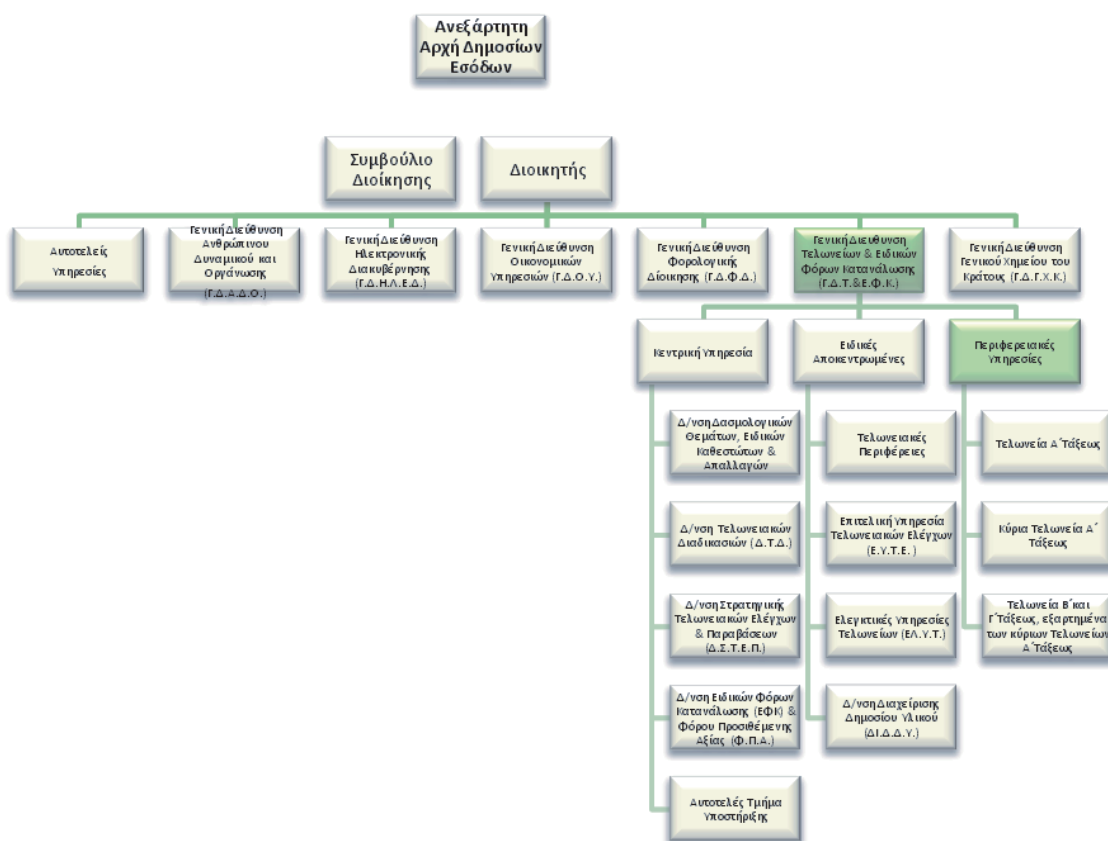 Ανεξάρτητη
Αρχή Δημοσίων
Εσόδων
Συμβούλιο
Διοίκησης
Διοικητής
Αυτοτελείς
Υπηρεσίες
Γενική Διεύθυνση
Ανθρώπινου
Δυναμικού και
Οργάνωσης
(Γ.Δ.Α.Δ.Ο.)
Γενική Διεύθυνση
Ηλεκτρονικής
Διακυβέρνησης
(Γ.Δ.Η.Λ.Ε.Δ.)
Γενική Διεύθυνση
Οικονομικών
Υπηρεσιών (Γ.Δ.Ο.Υ.)
Γενική Διεύθυνση
Φορολογικής
Δίοικησης (Γ.Δ.Φ.Δ.)
Γενική Διευθυνση
Τελωνείων & Ειδικών
Φόρων Κατανάλωσης
(Γ.Δ.Τ.&Ε.Φ.Κ.)
Γενική Διεύθυνση
Γενικού Χημείου του
Κράτους (Γ.Δ.Γ.Χ.Κ.)
Κεντρική Υπηρεσία
Ειδικές
Αποκεντρωμένες
Περιφερειακές
Υπηρεσίες
Δ/νση Δασμολογικών
Θεμάτων, Ειδικών
Καθεστώτων &
Απαλλαγών
Τελωνειακές
Περιφέρειες
Τελωνεία Α΄ Τάξεως
Δ/νση Τελωνειακών
Διαδικασιών (Δ.Τ.Δ.)
Επιτελική Υπηρεσία
Τελωνειακών Ελέγχων
(Ε.Υ.Τ.Ε. )
Κύρια Τελωνεία Α΄
Τάξεως
Δ/νση Στρατηγικής
Τελωνειακών Ελέγχων
& Παραβάσεων
(Δ.Σ.Τ.Ε.Π.)
Ελεγκτικές Υπηρεσίες
Τελωνείων (ΕΛ.Υ.Τ.)
Τελωνεία Β΄ και
Γ΄ Τάξεως, εξαρτημένα
των κύριων Τελωνείων
Α΄ Τάξεως
Δ/νση Ειδικών Φόρων
Κατανάλωσης (ΕΦΚ) &
Φόρου Προσιθέμενης
Αξίας (Φ.Π.Α.)
Δ/νση Διαχείρισης
Δημοσίου Υλικού
(ΔΙ.Δ.Δ.Υ.)
Αυτοτελές Τμήμα
Υποστήριξης